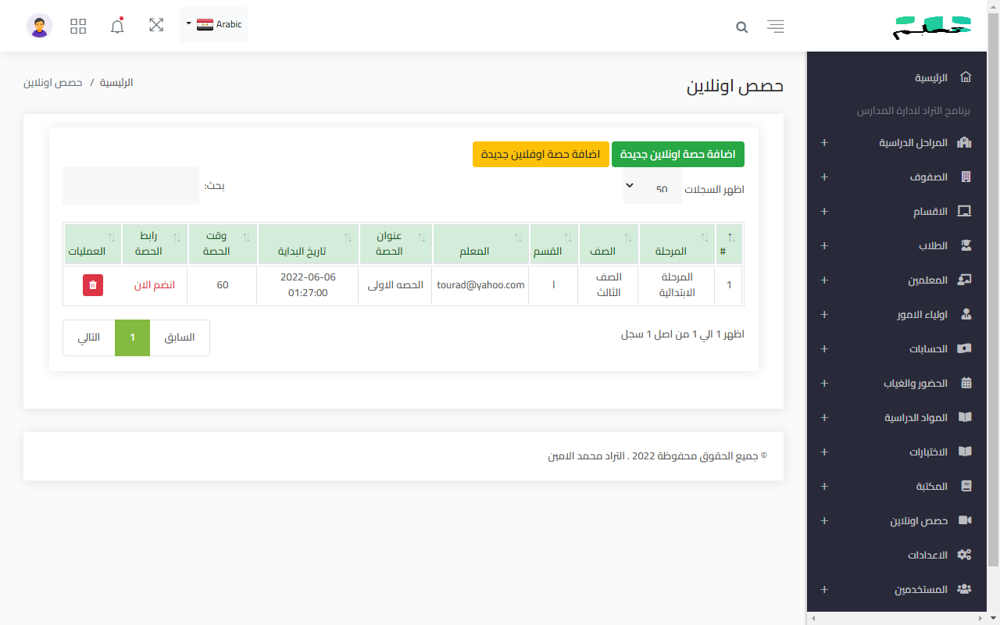 Arabic
الرئيسية
برنامج التراد لادارة المدارس
المراحل الدراسية
الصفوف
الاقسام
الطلاب
المعلمين
اولياء الامور
الحسابات
الحضور والغياب
المواد الدراسية
الاختبارات
المكتبة
حصص اونلاين
الاعدادات
المستخدمين
حصص اونلاين
الرئيسية / حصص اونلاين
اضافة حصة اونلاين جديدة اضافة حصة اوفلاين جديدة
اظهر السجلات 50 بحث:
# المرحلة الصف القسم المعلم عنوان الحصة تاريخ البداية وقت الحصة رابط الحصة العمليات
1 المرحلة الابتدائية الصف الثالث ا tourad@yahoo.com الحصه الاولى 2022-06-06 01:27:00 60 انضم الان
اظهر 1 الي 1 من اصل 1 سجل السابق 1 التالي
© جميع الحقوق محفوظة 2022 . التراد محمد الامين